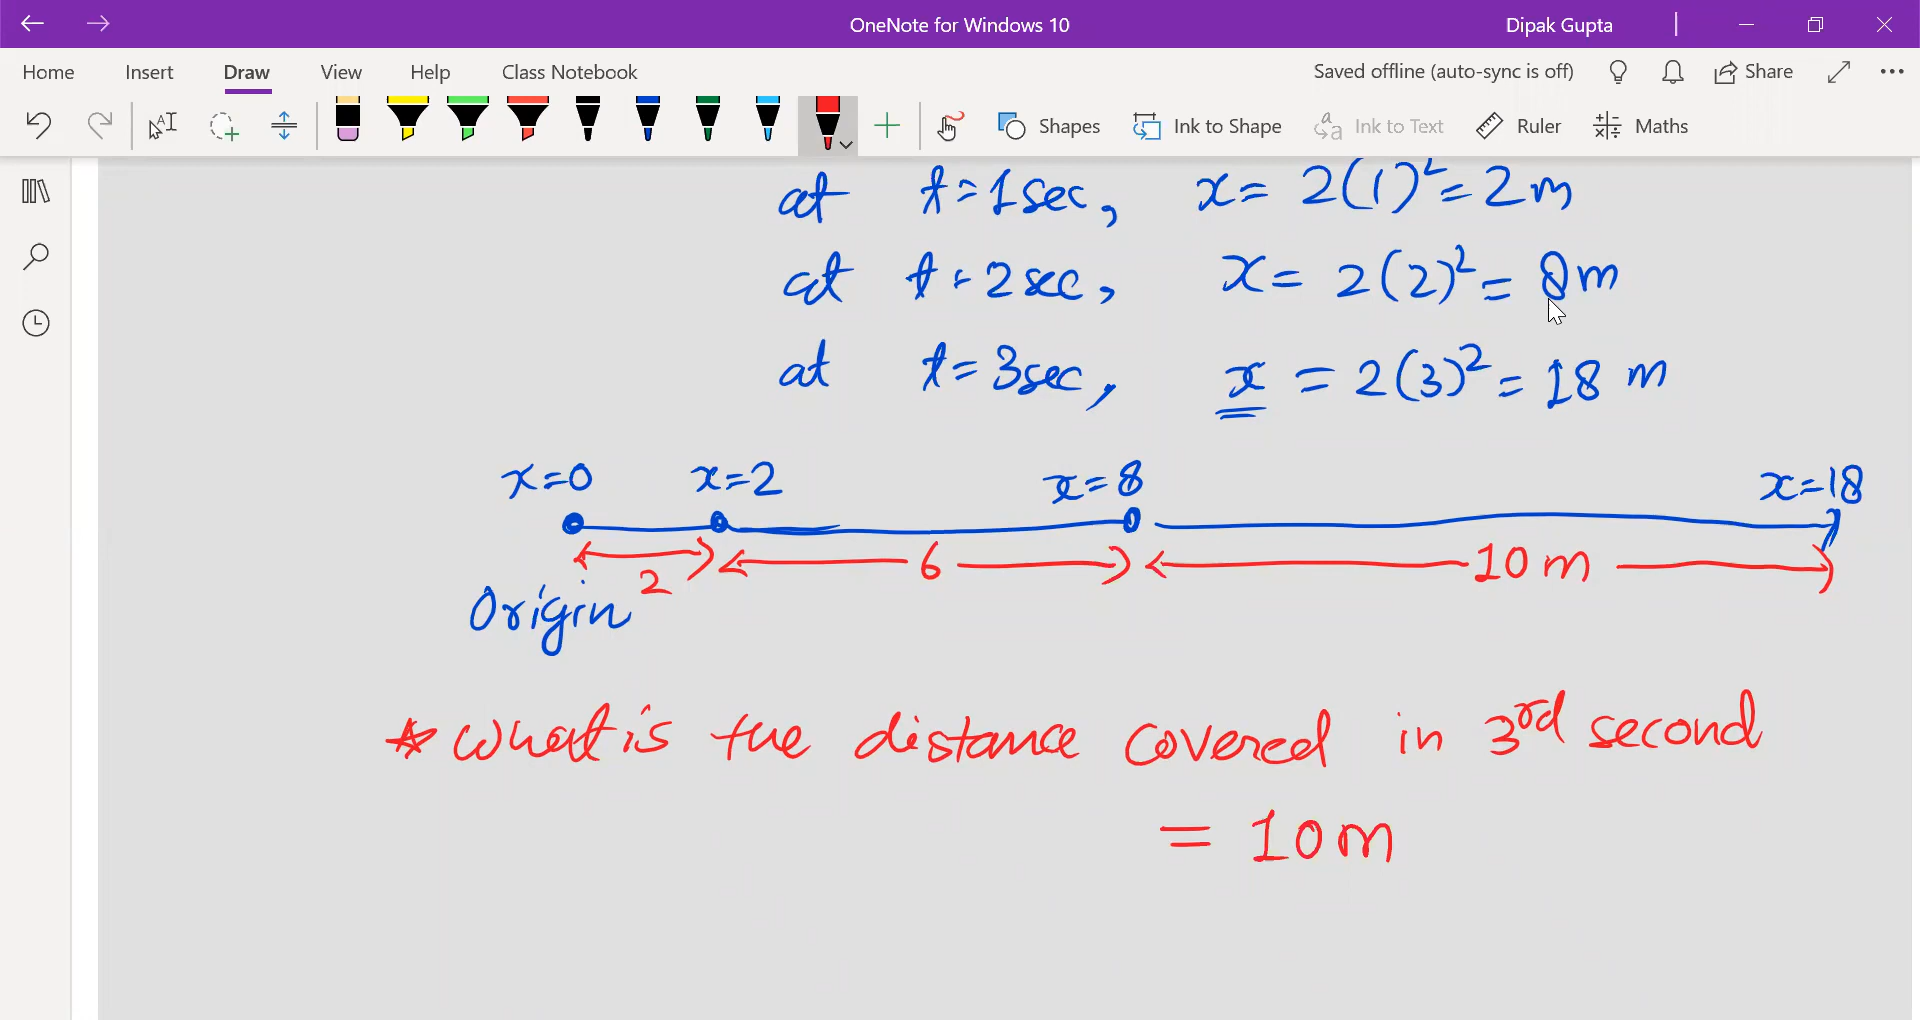 OneNote for Windows 10
Dipak Gupta
Home Insert Draw View Help Class Notebook
Saved offline (auto-sync is off) Share
Shapes Ink to Shape Ink to Text Ruler Maths
at t=1sec, x= 2(1)²=2m
at t=2sec, x= 2(2)²= 8m
at t=3sec, x = 2(3)²=18 m
x=0 x=2 x=8 x=18
2 6 10m
Origin
* What is the distance covered in 3rd second
= 10m